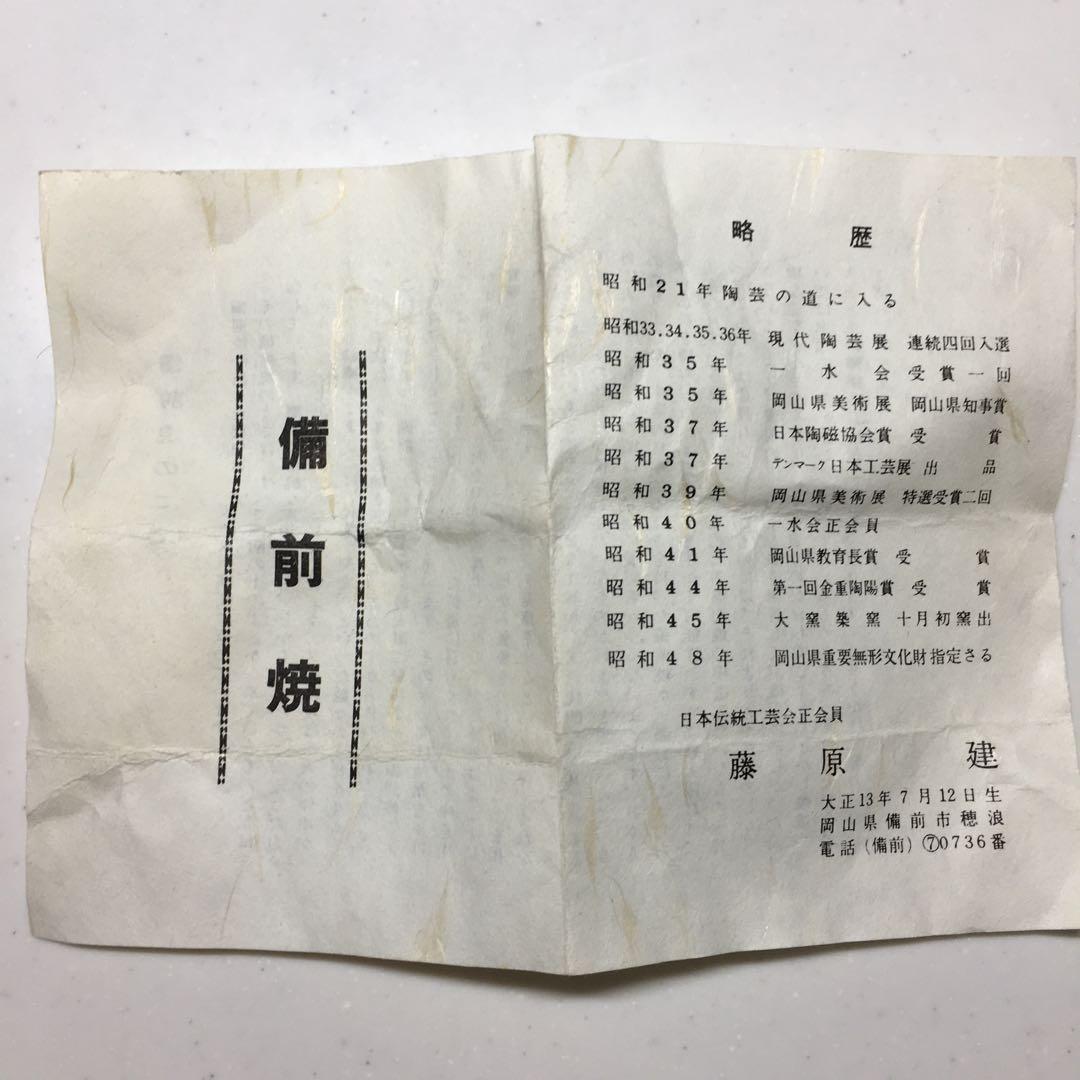 備前焼
略歴
昭和21年陶芸の道に入る
昭和33.34.35.36年 現代陶芸展 連続四回入選
昭和35年 一水会受賞一回
昭和35年 岡山県美術展 岡山県知事賞
昭和37年 日本陶磁協会賞 受賞
昭和37年 デンマーク日本工芸展 出品
昭和39年 岡山県美術展 特選受賞二回
昭和40年 一水会正会員
昭和41年 岡山県教育長賞 受賞
昭和44年 第一回金重陶陽賞 受賞
昭和45年 大窯築窯 十月初窯出
昭和48年 岡山県重要無形文化財指定さる
日本伝統工芸会正会員
藤原建
大正13年7月12日生
岡山県備前市穂浪
電話(備前)⑦0736番